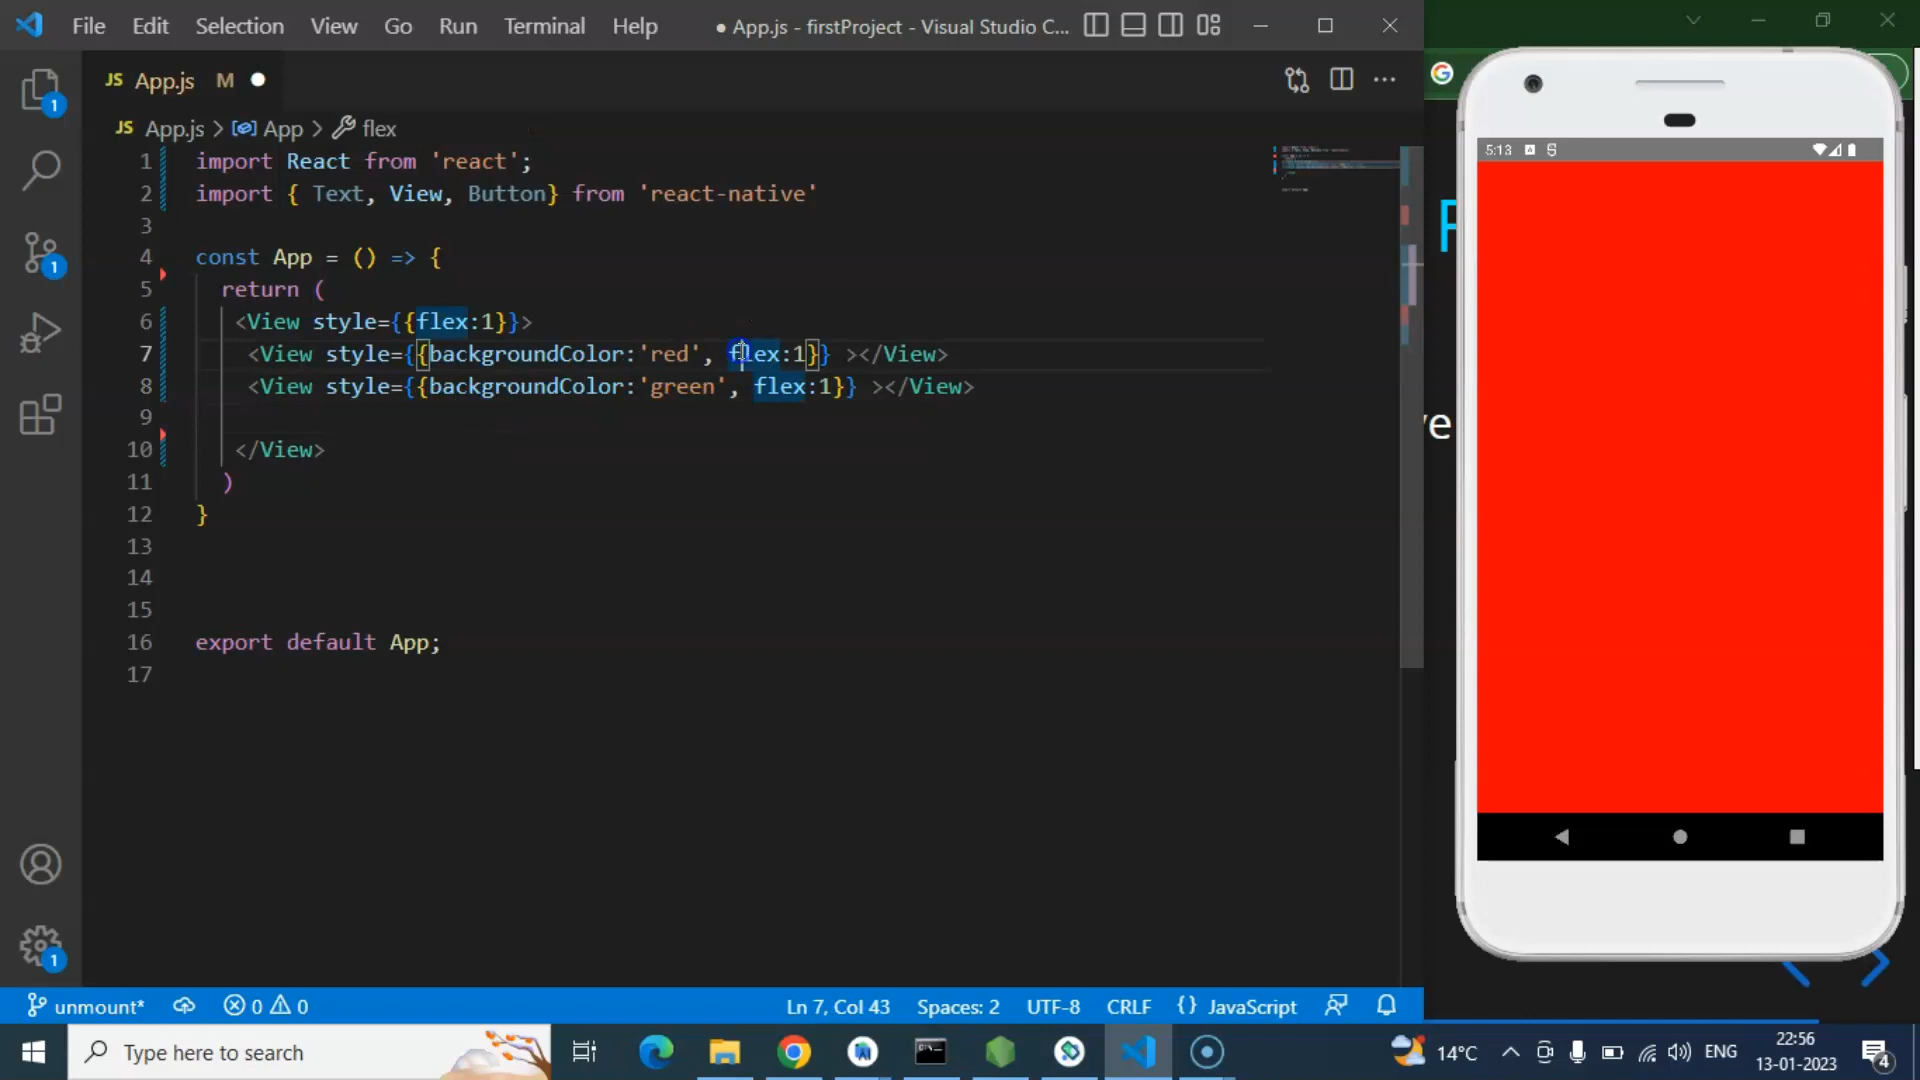 File Edit Selection View Go Run Terminal Help ● App.js - firstProject - Visual Studio C...
JS App.js M
JS App.js > App > flex
1 import React from 'react';
2 import { Text, View, Button} from 'react-native'
3
4 const App = () => {
5 return (
6 <View style={{flex:1}}>
7 <View style={{backgroundColor:'red', flex:1}} ></View>
8 <View style={{backgroundColor:'green', flex:1}} ></View>
9
10 </View>
11 )
12 }
13
14
15
16 export default App;
17
1
1
1
5:13
ve
unmount* 0 0 Ln 7, Col 43 Spaces: 2 UTF-8 CRLF {} JavaScript
Type here to search
14°C ENG 22:56
13-01-2023
4